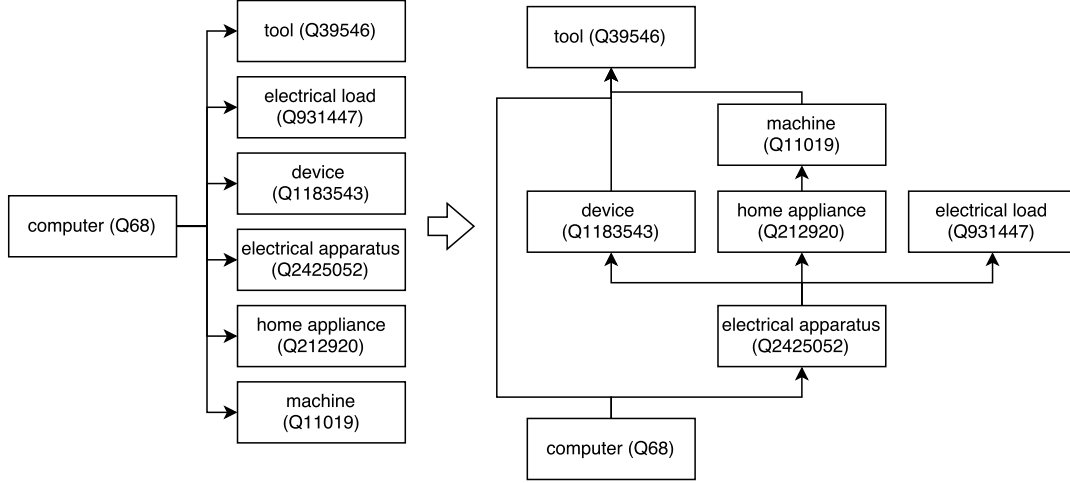 tool (Q39546)
electrical load
(Q931447)
device
(Q1183543)
computer (Q68)
electrical apparatus
(Q2425052)
home appliance
(Q212920)
machine
(Q11019)
tool (Q39546)
machine
(Q11019)
device
(Q1183543)
home appliance
(Q212920)
electrical load
(Q931447)
electrical apparatus
(Q2425052)
computer (Q68)